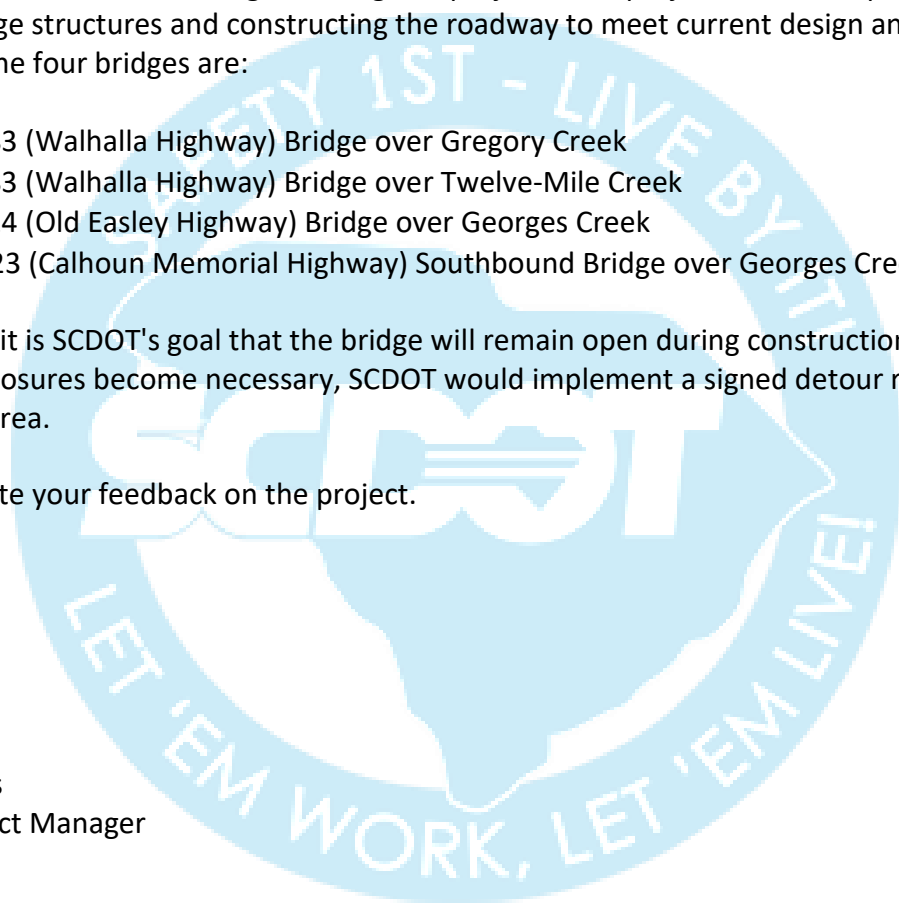 ge structures and constructing the roadway to meet current design an
ne four bridges are:
3 (Walhalla Highway) Bridge over Gregory Creek
3 (Walhalla Highway) Bridge over Twelve-Mile Creek
4 (Old Easley Highway) Bridge over Georges Creek
23 (Calhoun Memorial Highway) Southbound Bridge over Georges Cre
it is SCDOT's goal that the bridge will remain open during construction
osures become necessary, SCDOT would implement a signed detour r
rea.
te your feedback on the project.
s
ct Manager
SAFETY 1ST - LIVE BY IT!
SCDOT
LET 'EM WORK, LET 'EM LIVE!